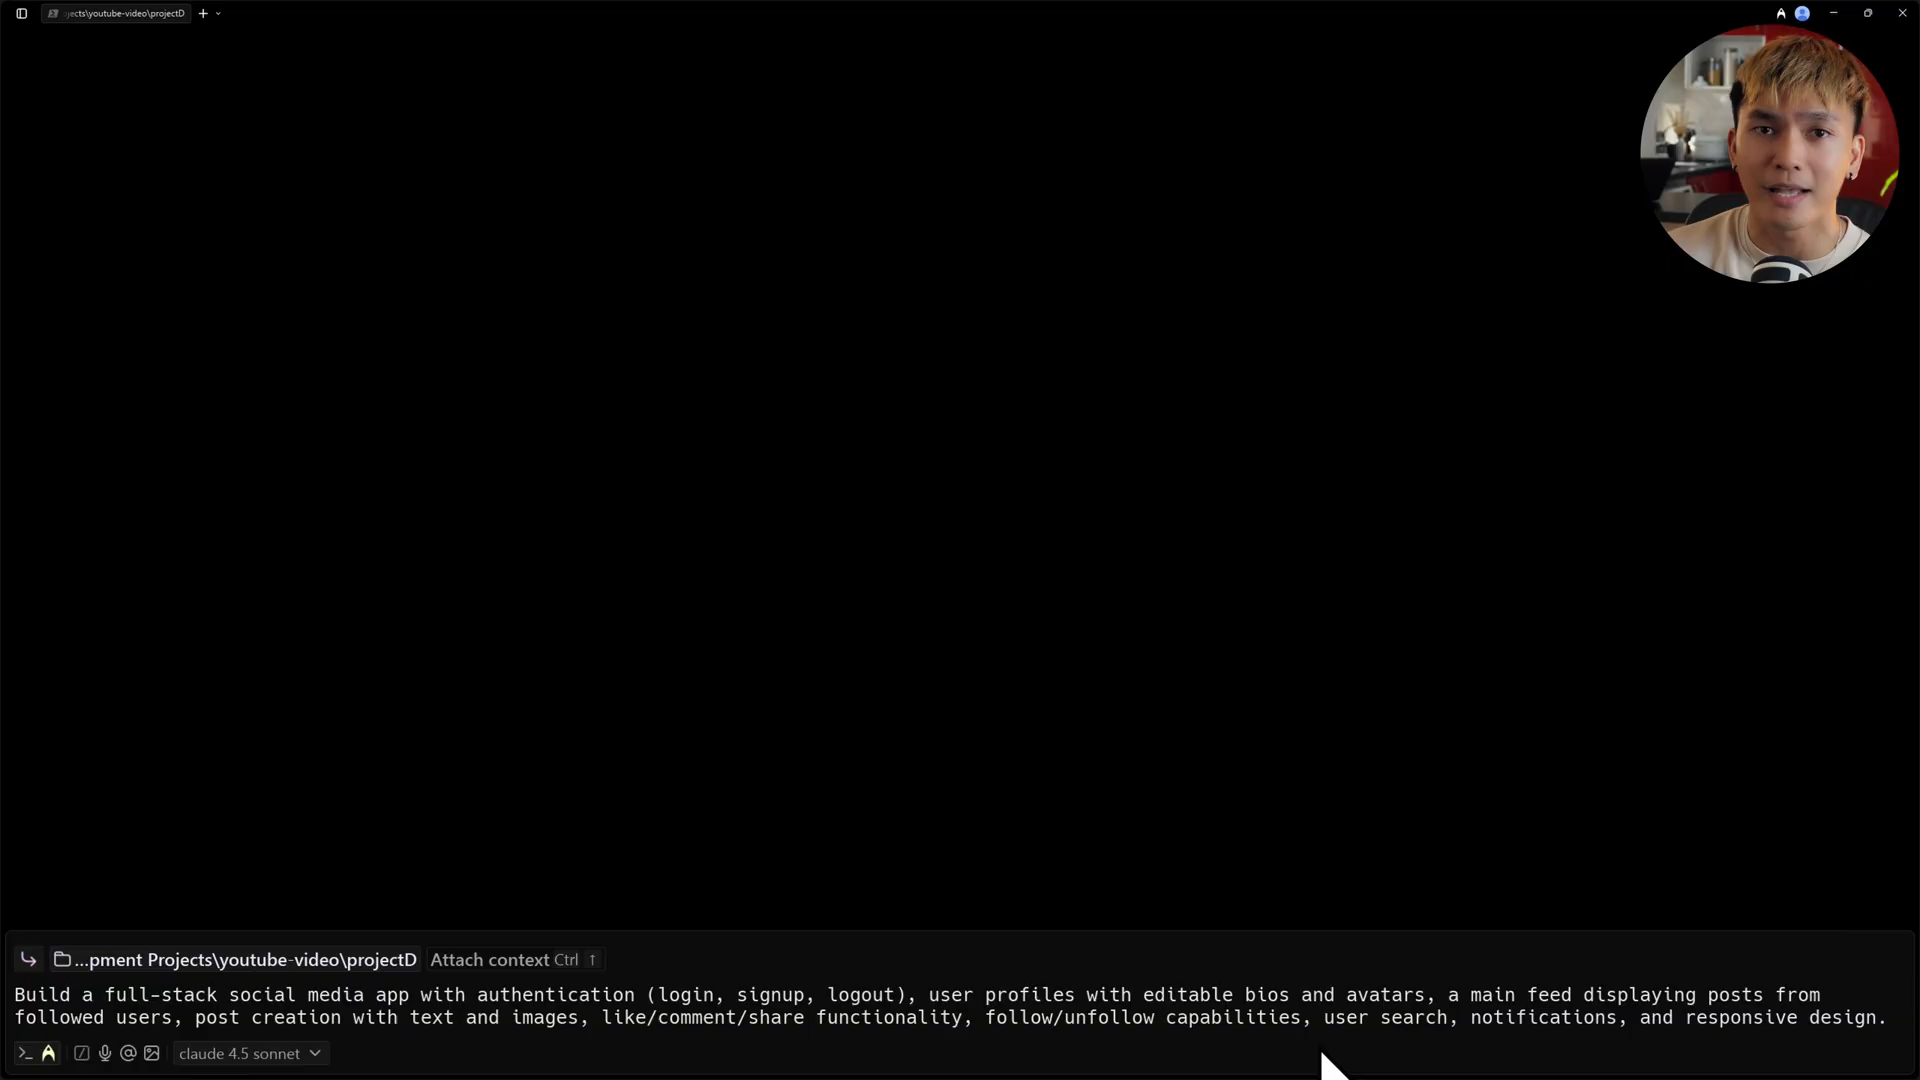 jects\youtube-video\projectD
...pment Projects\youtube-video\projectD Attach context Ctrl ↑
Build a full-stack social media app with authentication (login, signup, logout), user profiles with editable bios and avatars, a main feed displaying posts from
followed users, post creation with text and images, like/comment/share functionality, follow/unfollow capabilities, user search, notifications, and responsive design.
claude 4.5 sonnet